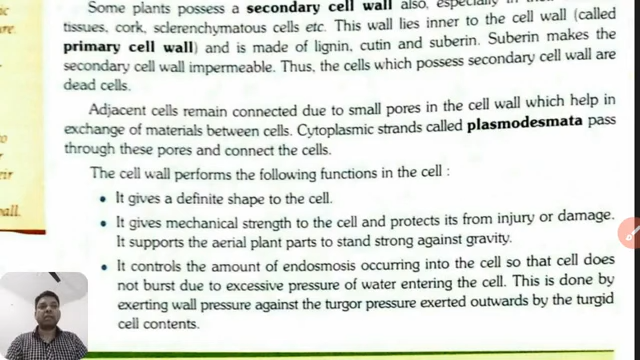 Some plants possess a secondary cell wall also, especially in their
tissues, cork, sclerenchymatous cells etc. This wall lies inner to the cell wall (called
primary cell wall) and is made of lignin, cutin and suberin. Suberin makes the
secondary cell wall impermeable. Thus, the cells which possess secondary cell wall are
dead cells.
Adjacent cells remain connected due to small pores in the cell wall which help in
exchange of materials between cells. Cytoplasmic strands called plasmodesmata pass
through these pores and connect the cells.
The cell wall performs the following functions in the cell :
• It gives a definite shape to the cell.
• It gives mechanical strength to the cell and protects its from injury or damage.
It supports the aerial plant parts to stand strong against gravity.
• It controls the amount of endosmosis occurring into the cell so that cell does
not burst due to excessive pressure of water entering the cell. This is done by
exerting wall pressure against the turgor pressure exerted outwards by the turgid
cell contents.